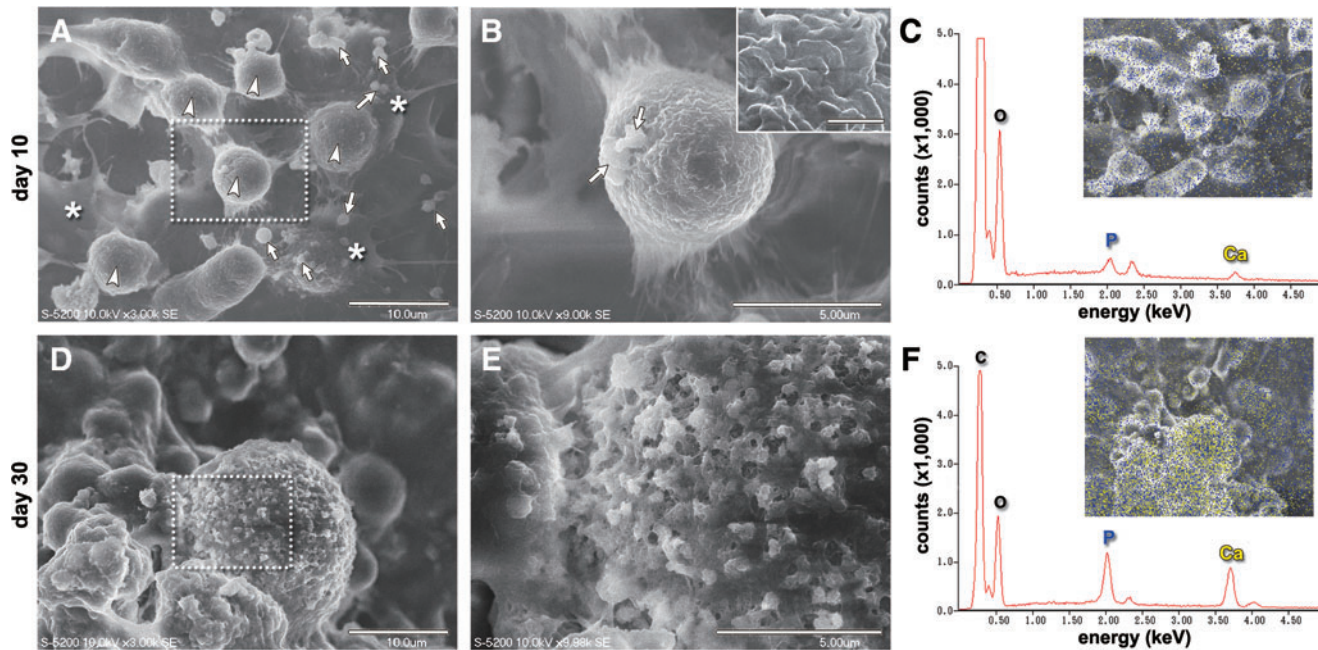 day 10
A
*
*
*
S-5200 10.0kV x3.00k SE
10.0um
B
S-5200 10.0kV x9.00k SE
5.00um
C
counts (x1,000)
5.0
4.0
3.0
2.0
1.0
0.0
O
P
Ca
0.50 1.00 1.50 2.00 2.50 3.00 3.50 4.00 4.50
energy (keV)
day 30
D
S-5200 10.0kV x3.00k SE
10.0um
E
S-5200 10.0kV x9.98k SE
5.00um
F
counts (x1,000)
5.0
4.0
3.0
2.0
1.0
0.0
C
O
P
Ca
0.50 1.00 1.50 2.00 2.50 3.00 3.50 4.00 4.50
energy (keV)